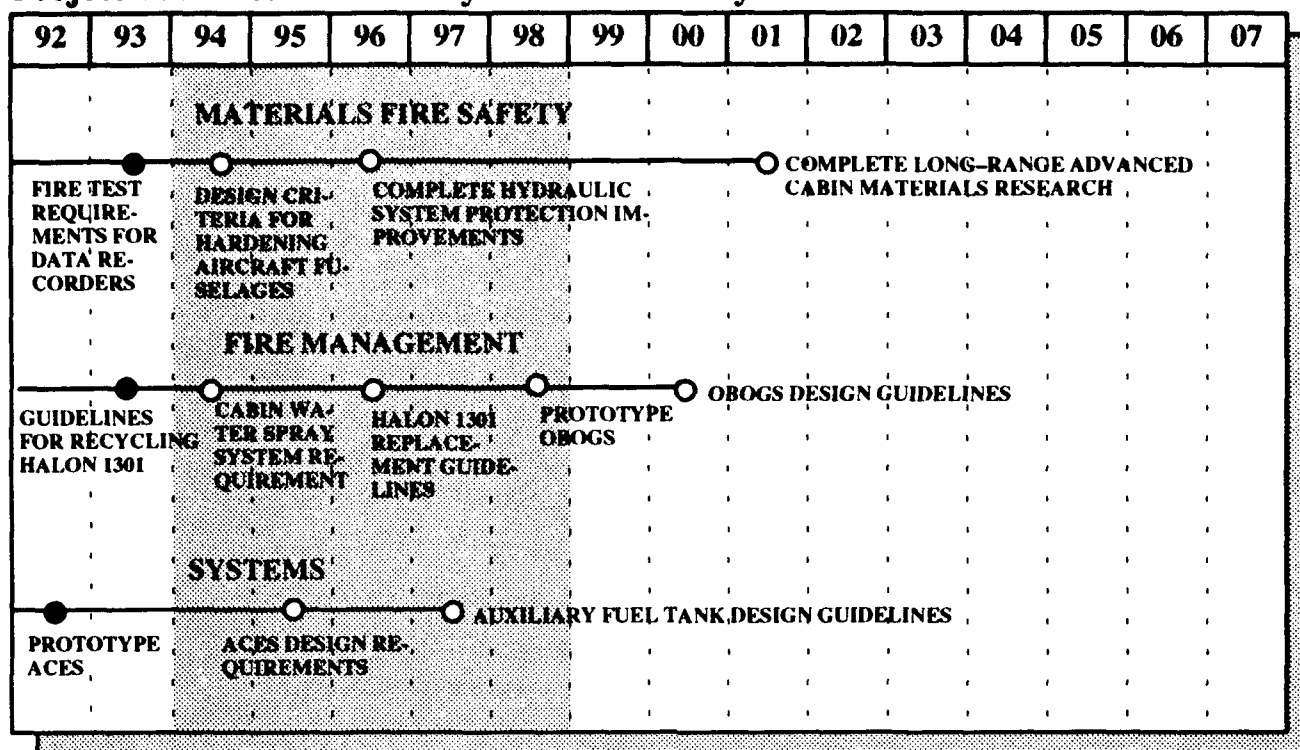 92 93 94 95 96 97 98 99 00 01 02 03 04 05 06 07
MATERIALS FIRE SAFETY
FIRE TEST
REQUIRE-
MENTS FOR
DATA RE-
CORDERS
DESIGN CRI-
TERIA FOR
HARDENING
AIRCRAFT FU-
SELAGES
COMPLETE HYDRAULIC
SYSTEM PROTECTION IM-
PROVEMENTS
COMPLETE LONG-RANGE ADVANCED
CABIN MATERIALS RESEARCH
FIRE MANAGEMENT
GUIDELINES
FOR RECYCLING
HALON 1301
CABIN WA-
TER SPRAY
SYSTEM RE-
QUIREMENT
HALON 1301
REPLACE-
MENT GUIDE-
LINES
PROTOTYPE
OBOGS
OBOGS DESIGN GUIDELINES
SYSTEMS
PROTOTYPE
ACES
ACES DESIGN RE-
QUIREMENTS
AUXILIARY FUEL TANK DESIGN GUIDELINES